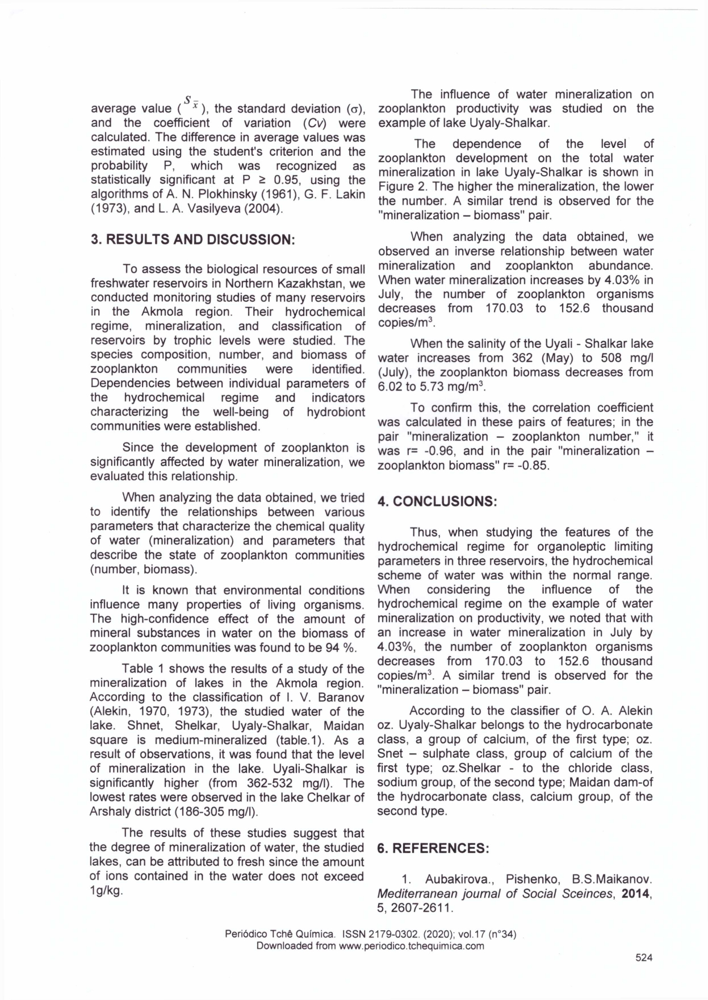 average value ( S x̄ ), the standard deviation (σ),
and the coefficient of variation (Cv) were
calculated. The difference in average values was
estimated using the student's criterion and the
probability P, which was recognized as
statistically significant at P ≥ 0.95, using the
algorithms of A. N. Plokhinsky (1961), G. F. Lakin
(1973), and L. A. Vasilyeva (2004).
3. RESULTS AND DISCUSSION:
To assess the biological resources of small
freshwater reservoirs in Northern Kazakhstan, we
conducted monitoring studies of many reservoirs
in the Akmola region. Their hydrochemical
regime, mineralization, and classification of
reservoirs by trophic levels were studied. The
species composition, number, and biomass of
zooplankton communities were identified.
Dependencies between individual parameters of
the hydrochemical regime and indicators
characterizing the well-being of hydrobiont
communities were established.
Since the development of zooplankton is
significantly affected by water mineralization, we
evaluated this relationship.
When analyzing the data obtained, we tried
to identify the relationships between various
parameters that characterize the chemical quality
of water (mineralization) and parameters that
describe the state of zooplankton communities
(number, biomass).
It is known that environmental conditions
influence many properties of living organisms.
The high-confidence effect of the amount of
mineral substances in water on the biomass of
zooplankton communities was found to be 94 %.
Table 1 shows the results of a study of the
mineralization of lakes in the Akmola region.
According to the classification of I. V. Baranov
(Alekin, 1970, 1973), the studied water of the
lake. Shnet, Shelkar, Uyaly-Shalkar, Maidan
square is medium-mineralized (table.1). As a
result of observations, it was found that the level
of mineralization in the lake. Uyali-Shalkar is
significantly higher (from 362-532 mg/l). The
lowest rates were observed in the lake Chelkar of
Arshaly district (186-305 mg/l).
The results of these studies suggest that
the degree of mineralization of water, the studied
lakes, can be attributed to fresh since the amount
of ions contained in the water does not exceed
1g/kg.
The influence of water mineralization on
zooplankton productivity was studied on the
example of lake Uyaly-Shalkar.
The dependence of the level of
zooplankton development on the total water
mineralization in lake Uyaly-Shalkar is shown in
Figure 2. The higher the mineralization, the lower
the number. A similar trend is observed for the
"mineralization – biomass" pair.
When analyzing the data obtained, we
observed an inverse relationship between water
mineralization and zooplankton abundance.
When water mineralization increases by 4.03% in
July, the number of zooplankton organisms
decreases from 170.03 to 152.6 thousand
copies/m³.
When the salinity of the Uyali - Shalkar lake
water increases from 362 (May) to 508 mg/l
(July), the zooplankton biomass decreases from
6.02 to 5.73 mg/m³.
To confirm this, the correlation coefficient
was calculated in these pairs of features; in the
pair "mineralization – zooplankton number," it
was r= -0.96, and in the pair "mineralization –
zooplankton biomass" r= -0.85.
4. CONCLUSIONS:
Thus, when studying the features of the
hydrochemical regime for organoleptic limiting
parameters in three reservoirs, the hydrochemical
scheme of water was within the normal range.
When considering the influence of the
hydrochemical regime on the example of water
mineralization on productivity, we noted that with
an increase in water mineralization in July by
4.03%, the number of zooplankton organisms
decreases from 170.03 to 152.6 thousand
copies/m³. A similar trend is observed for the
"mineralization – biomass" pair.
According to the classifier of O. A. Alekin
oz. Uyaly-Shalkar belongs to the hydrocarbonate
class, a group of calcium, of the first type; oz.
Snet – sulphate class, group of calcium of the
first type; oz.Shelkar - to the chloride class,
sodium group, of the second type; Maidan dam-of
the hydrocarbonate class, calcium group, of the
second type.
6. REFERENCES:
1. Aubakirova., Pishenko, B.S.Maikanov.
Mediterranean journal of Social Sceinces, 2014,
5, 2607-2611.
Periódico Tchê Química. ISSN 2179-0302. (2020); vol.17 (n°34)
Downloaded from www.periodico.tchequimica.com
524